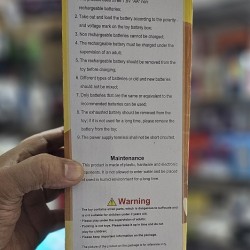 rechargeable batteries.
2. Take out and load the battery according to the polarity
and voltage mark on the toy battery box.
3. Non rechargeable batteries cannot be charged.
4. The rechargeable battery must be charged under the
supervision of an adult.
5. The rechargeable battery should be removed from the
toy before charging.
6. Different types of batteries or old and new batteries
should not be mixed.
7. Only batteries that are the same or equivalent to the
recommended batteries can be used.
8. The exhausted battery should be removed from the
toy; if it is not used for a long time, please remove the
battery from the toy.
9. The power supply terminal shall not be short circuited.
Maintenance
This product is made of plastic, hardware and electronic
It is not allowed to enter water and be placed
in humid environment for a long time.
Warning